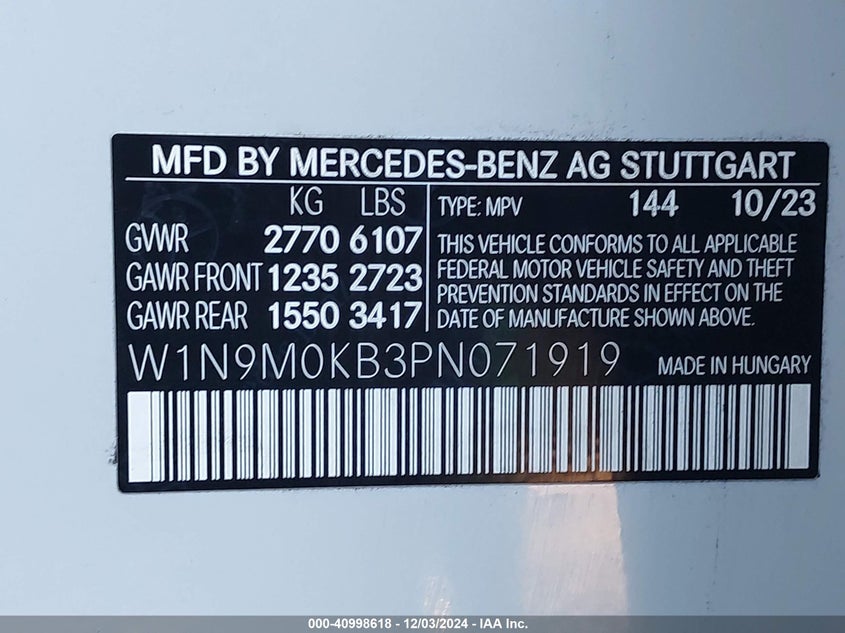 MFD BY MERCEDES-BENZ AG STUTTGART
KG LBS
GVWR 2770 6107
GAWR FRONT 1235 2723
GAWR REAR 1550 3417
TYPE: MPV 144 10/23
THIS VEHICLE CONFORMS TO ALL APPLICABLE
FEDERAL MOTOR VEHICLE SAFETY AND THEFT
PREVENTION STANDARDS IN EFFECT ON THE
DATE OF MANUFACTURE SHOWN ABOVE.
W1N9M0KB3PN071919 MADE IN HUNGARY
000-40998618 - 12/03/2024 - IAA Inc.